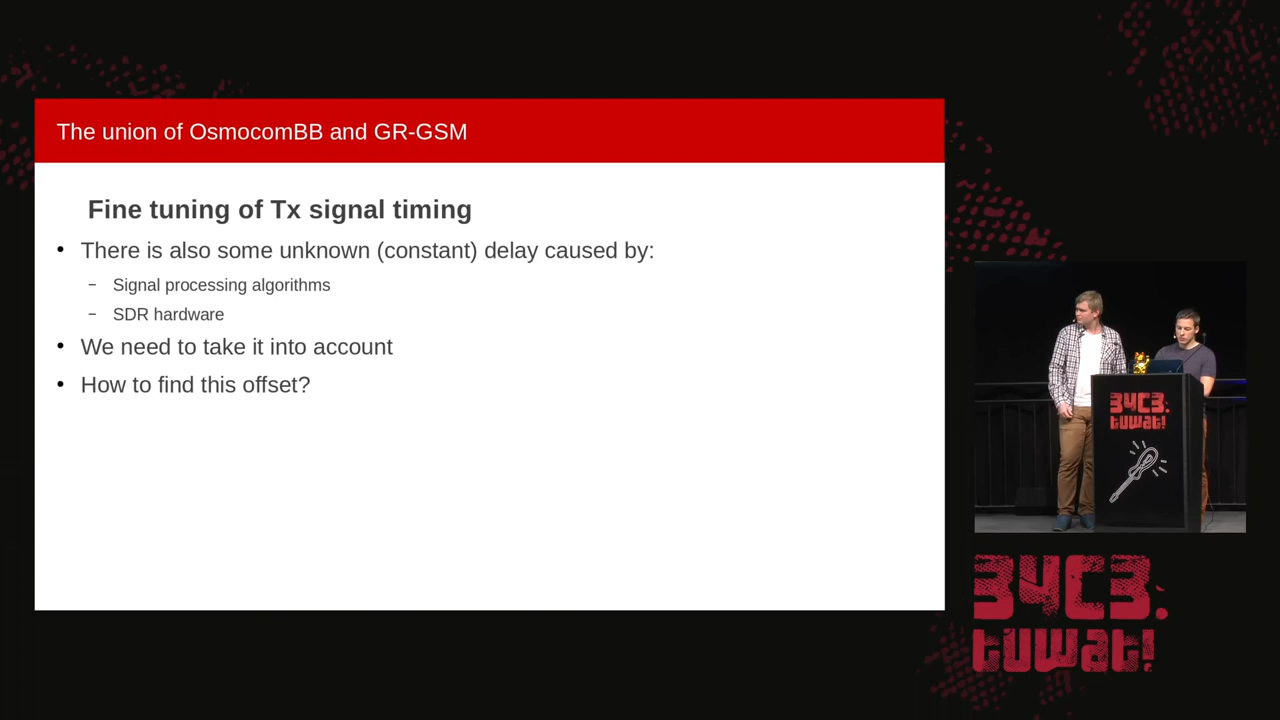 The union of OsmocomBB and GR-GSM
Fine tuning of Tx signal timing
• There is also some unknown (constant) delay caused by:
– Signal processing algorithms
– SDR hardware
• We need to take it into account
• How to find this offset?
34C3.
tuwat!
34C3.
tuwat!